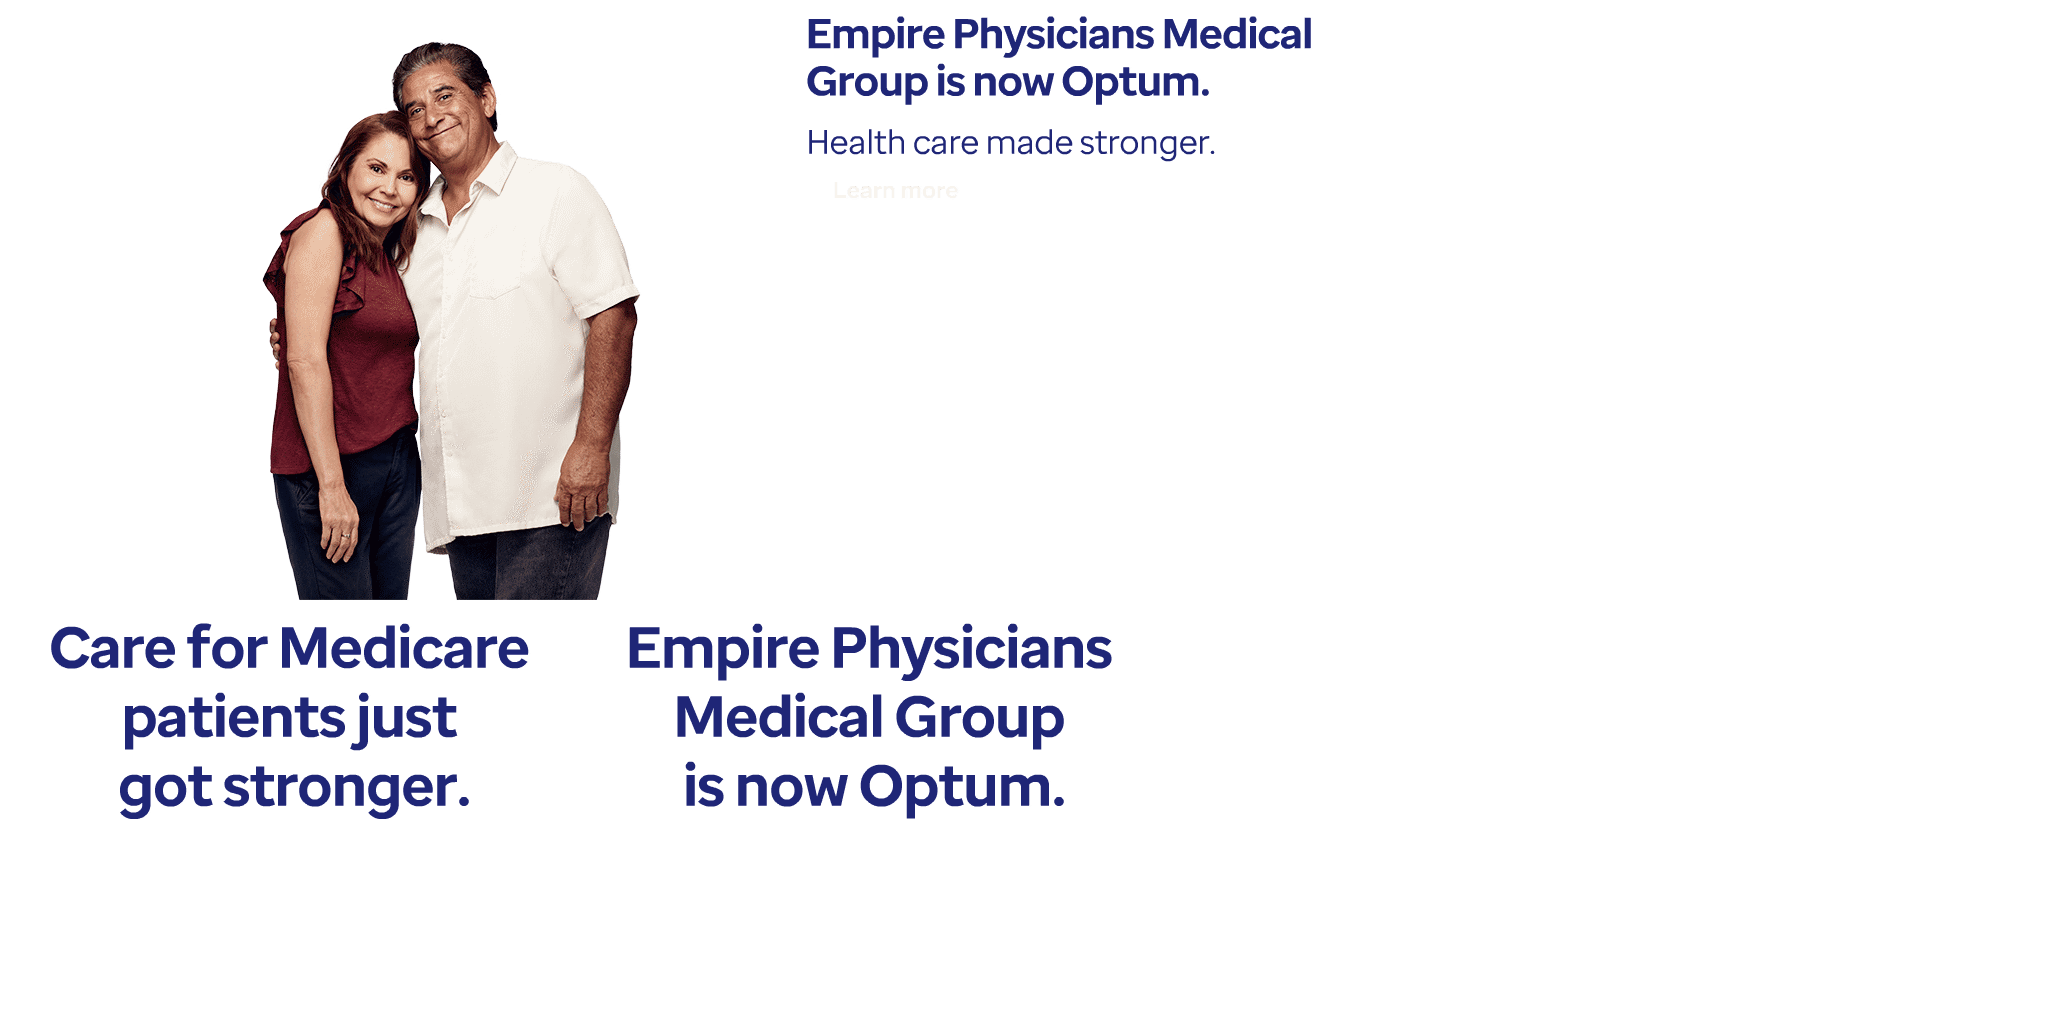 Empire Physicians Medical
Group is now Optum.
Health care made stronger.
Learn more
Care for Medicare
patients just
got stronger.
Empire Physicians
Medical Group
is now Optum.